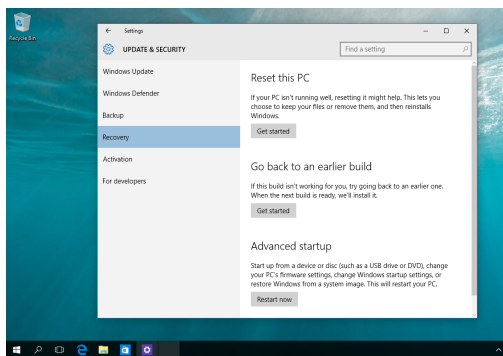 Recycle Bin
Settings
UPDATE & SECURITY
Find a setting
Windows Update
Windows Defender
Backup
Recovery
Activation
For developers
Reset this PC
If your PC isn't running well, resetting it might help. This lets you
choose to keep your files or remove them, and then reinstalls
Windows.
Get started
Go back to an earlier build
If this build isn't working for you, try going back to an earlier one.
When the next build is ready, we'll install it.
Get started
Advanced startup
Start up from a device or disc (such as a USB drive or DVD), change
your PC's firmware settings, change Windows startup settings, or
restore Windows from a system image. This will restart your PC.
Restart now